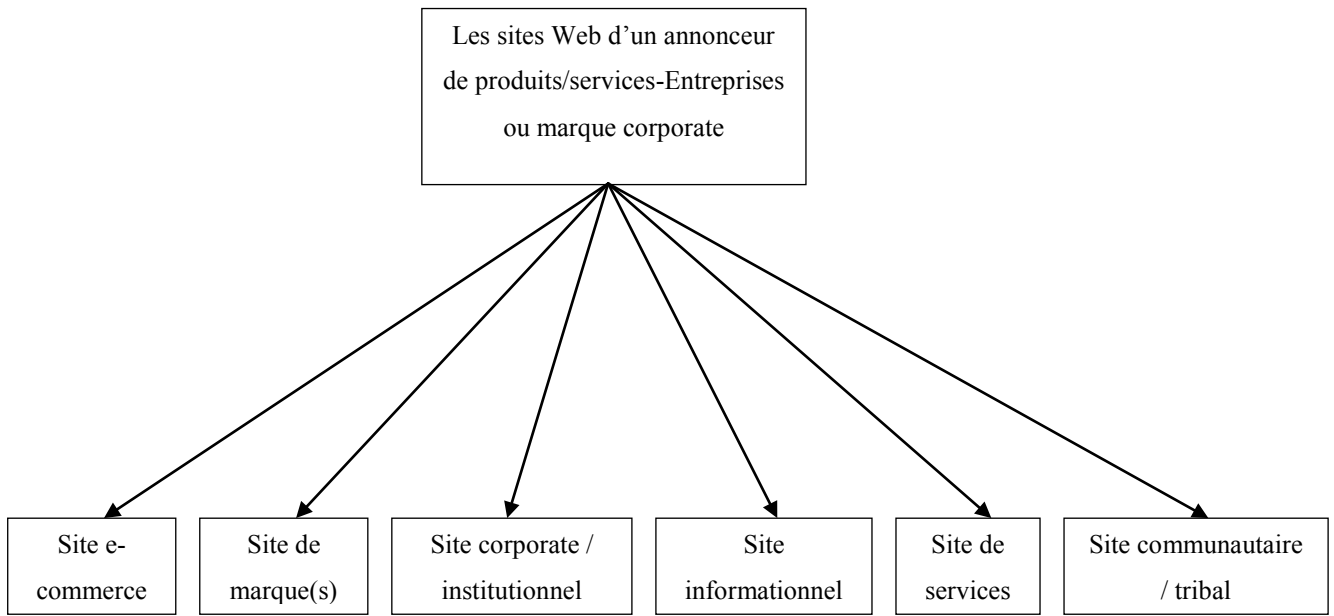 Les sites Web d’un annonceur
de produits/services-Entreprises
ou marque corporate
Site e-
commerce
Site de
marque(s)
Site corporate /
institutionnel
Site
informationnel
Site de
services
Site communautaire
/ tribal